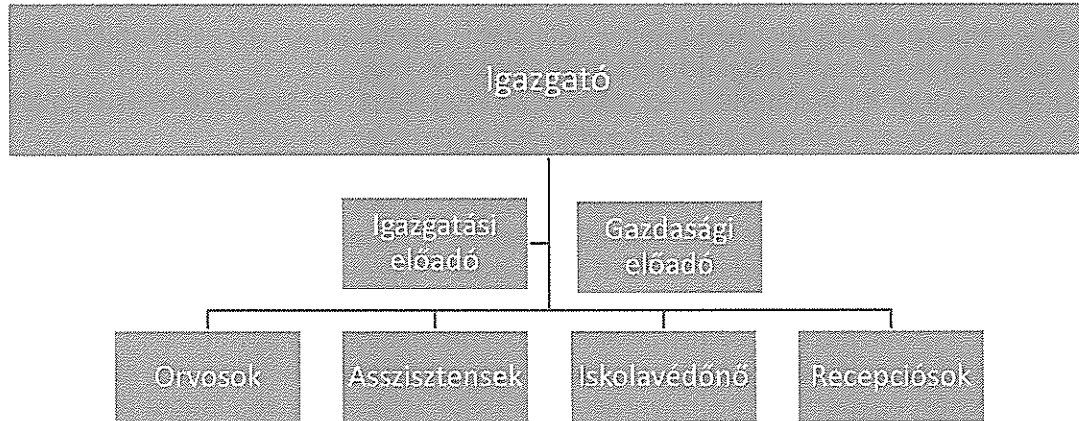 Igazgató
Igazgatási
előadó
Gazdasági
előadó
Orvosok
Asszisztensek
Iskolavédőnő
Recepciósok